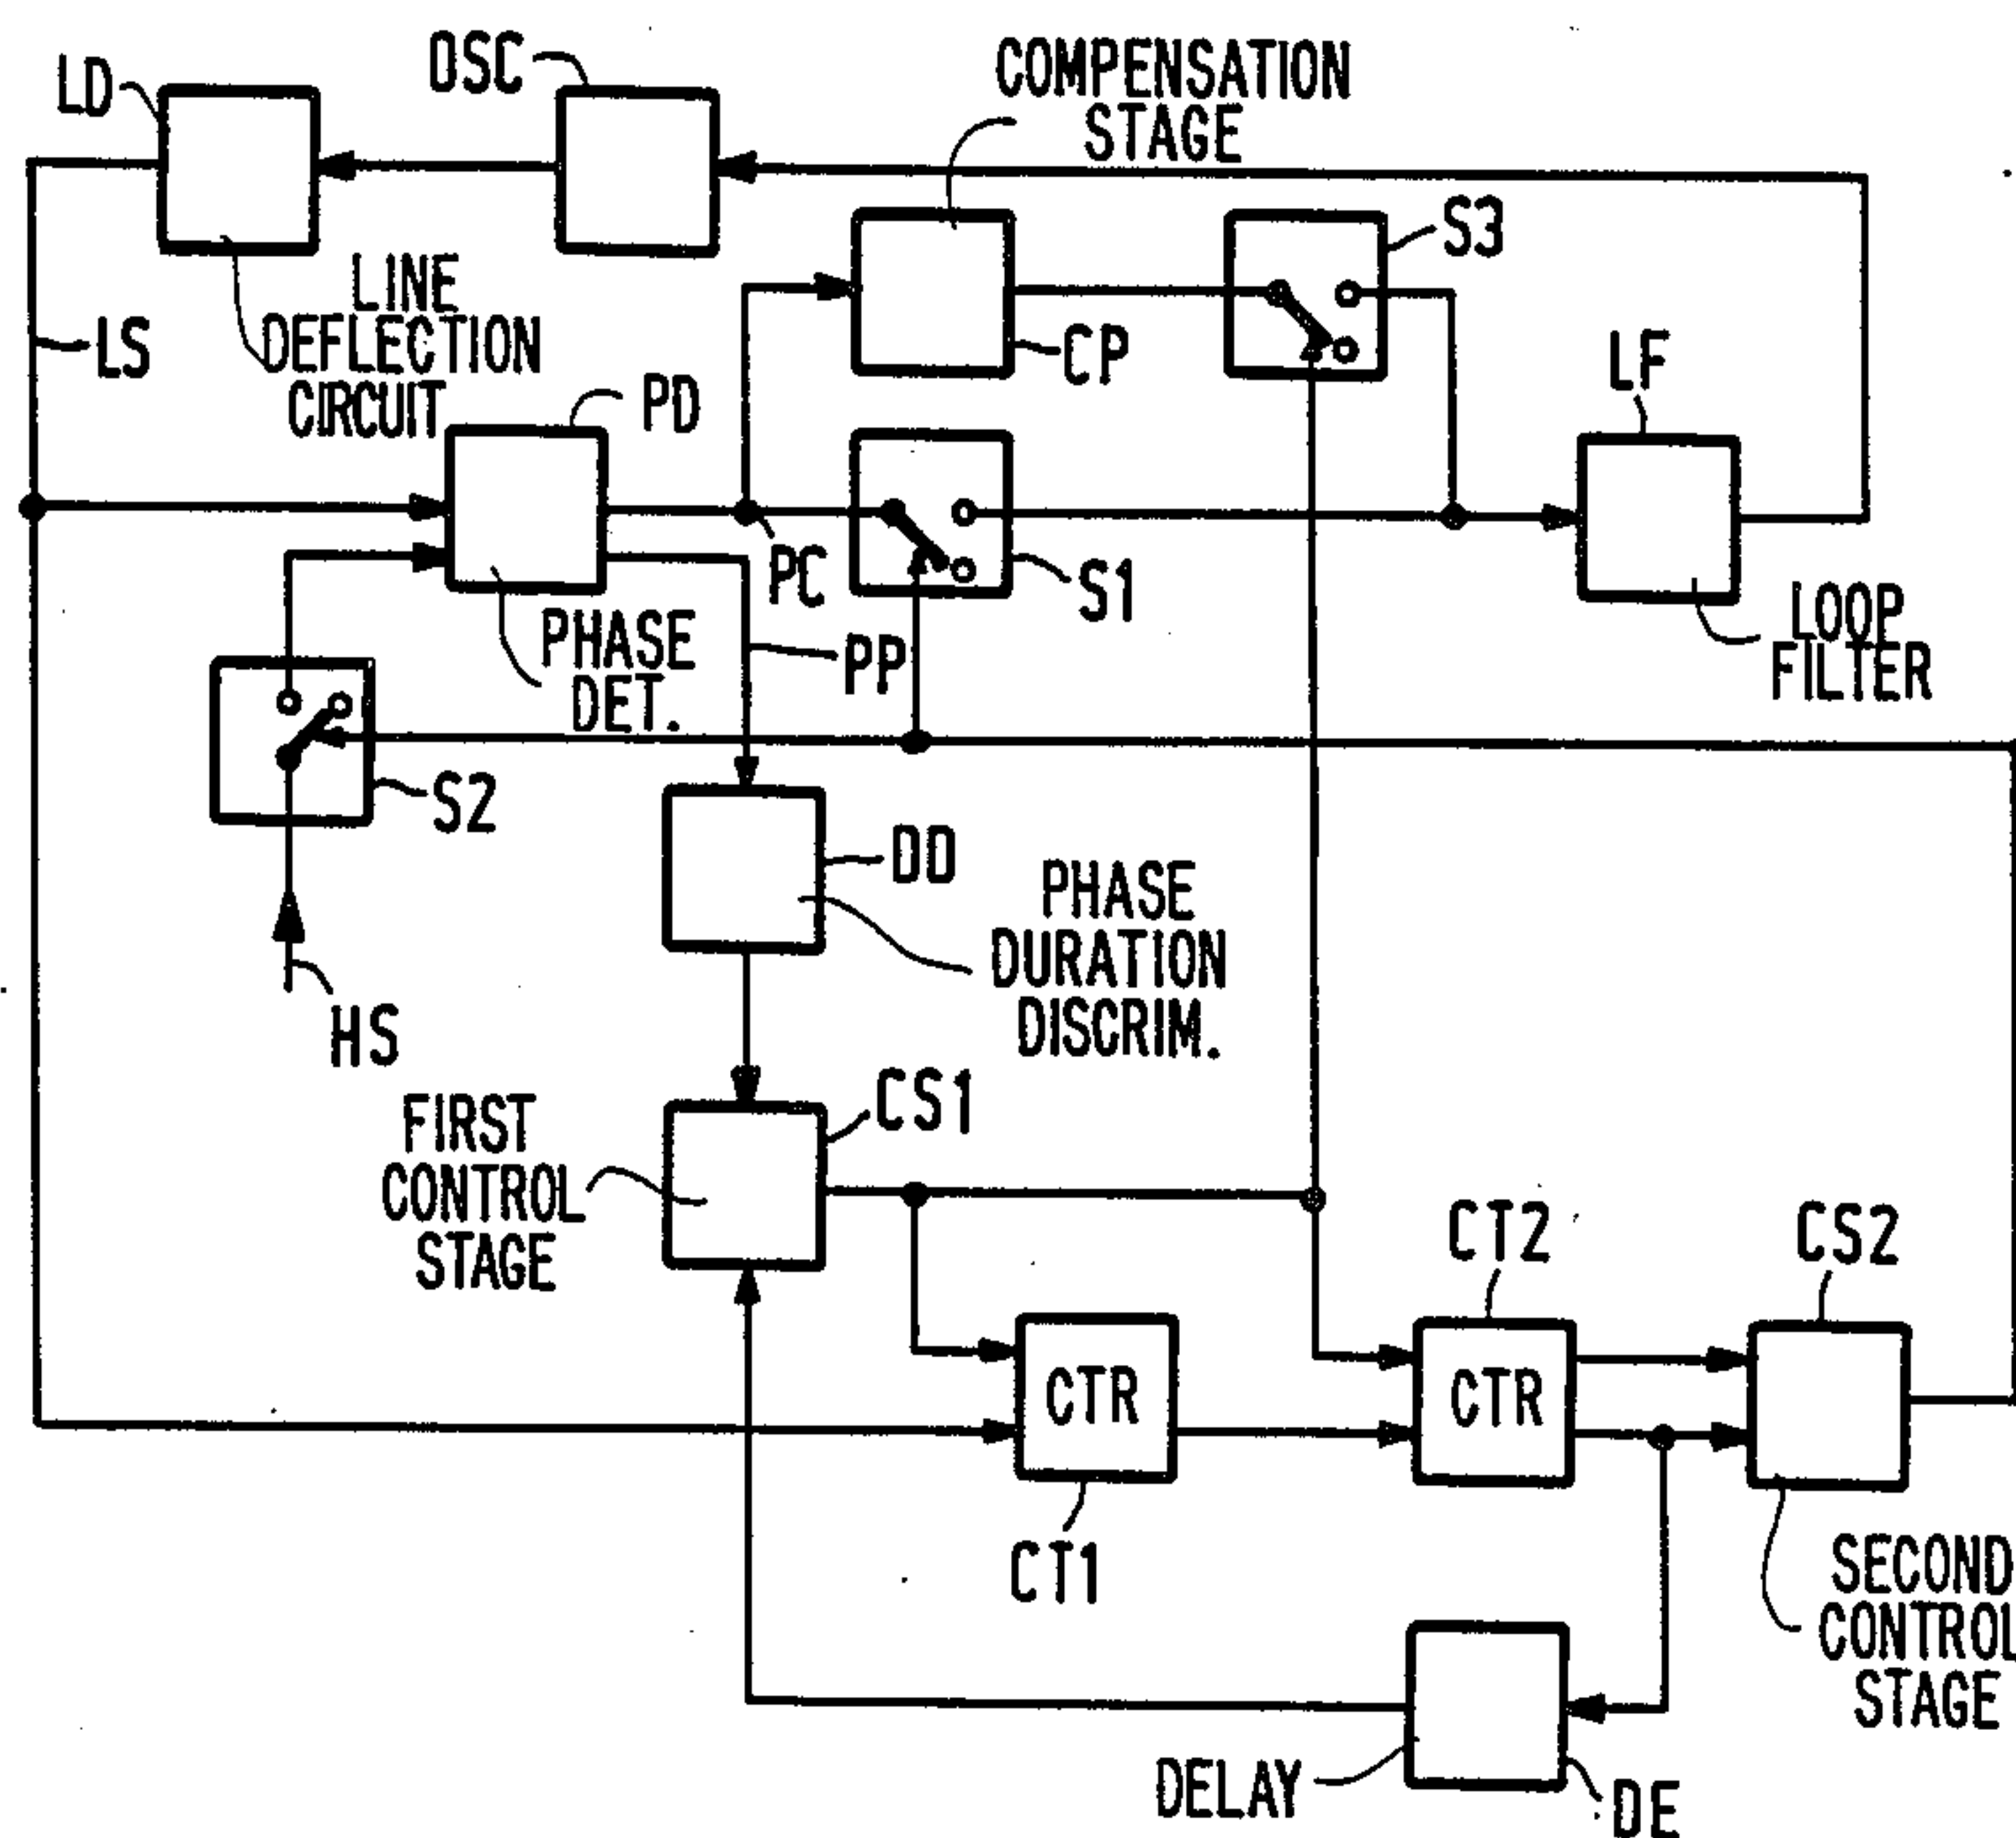 LD
OSC
COMPENSATION
STAGE
S3
LINE
DEFLECTION
CIRCUIT
LS
CP
LF
PD
PC
S1
PHASE
DET.
PP
LOOP
FILTER
S2
DD
PHASE
DURATION
DISCRIM.
HS
FIRST
CONTROL
STAGE
CS1
CT2
CS2
CTR
CTR
CT1
SECOND
CONTROL
STAGE
DELAY
DE